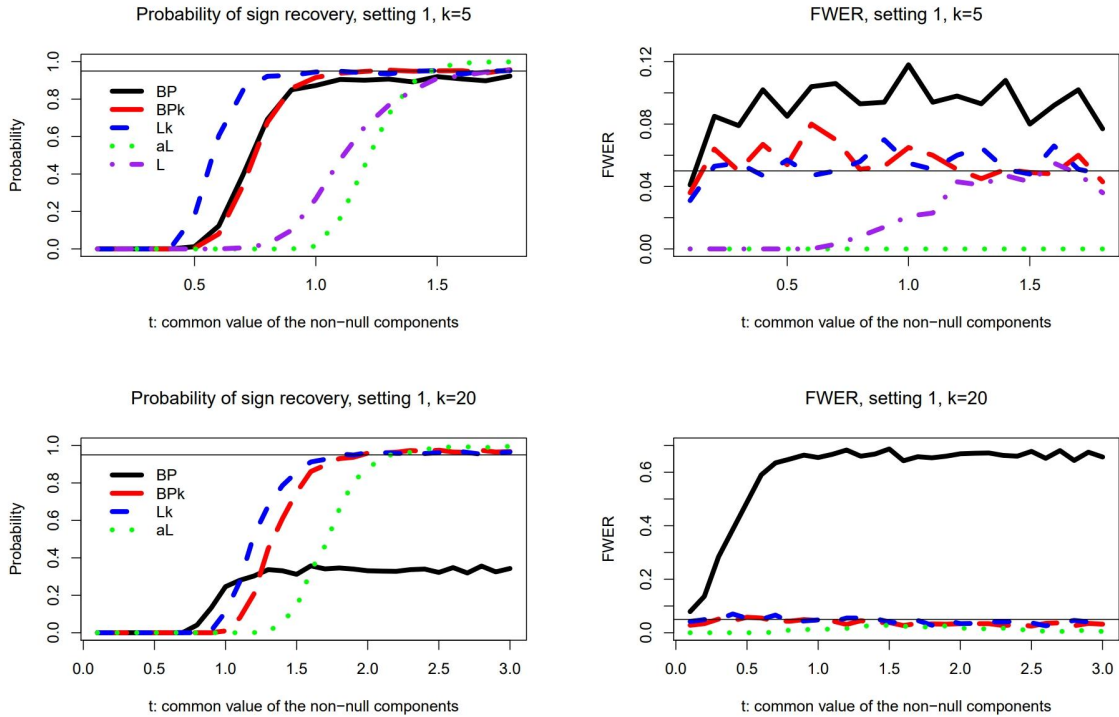 Probability of sign recovery, setting 1, k=5
Probability
0.0 0.2 0.4 0.6 0.8 1.0
BP
BPk
Lk
aL
L
0.5 1.0 1.5
t: common value of the non−null components
FWER, setting 1, k=5
FWER
0.00 0.04 0.08 0.12
0.5 1.0 1.5
t: common value of the non−null components
Probability of sign recovery, setting 1, k=20
Probability
0.0 0.2 0.4 0.6 0.8 1.0
BP
BPk
Lk
aL
0.0 0.5 1.0 1.5 2.0 2.5 3.0
t: common value of the non−null components
FWER, setting 1, k=20
FWER
0.0 0.2 0.4 0.6
0.0 0.5 1.0 1.5 2.0 2.5 3.0
t: common value of the non−null components